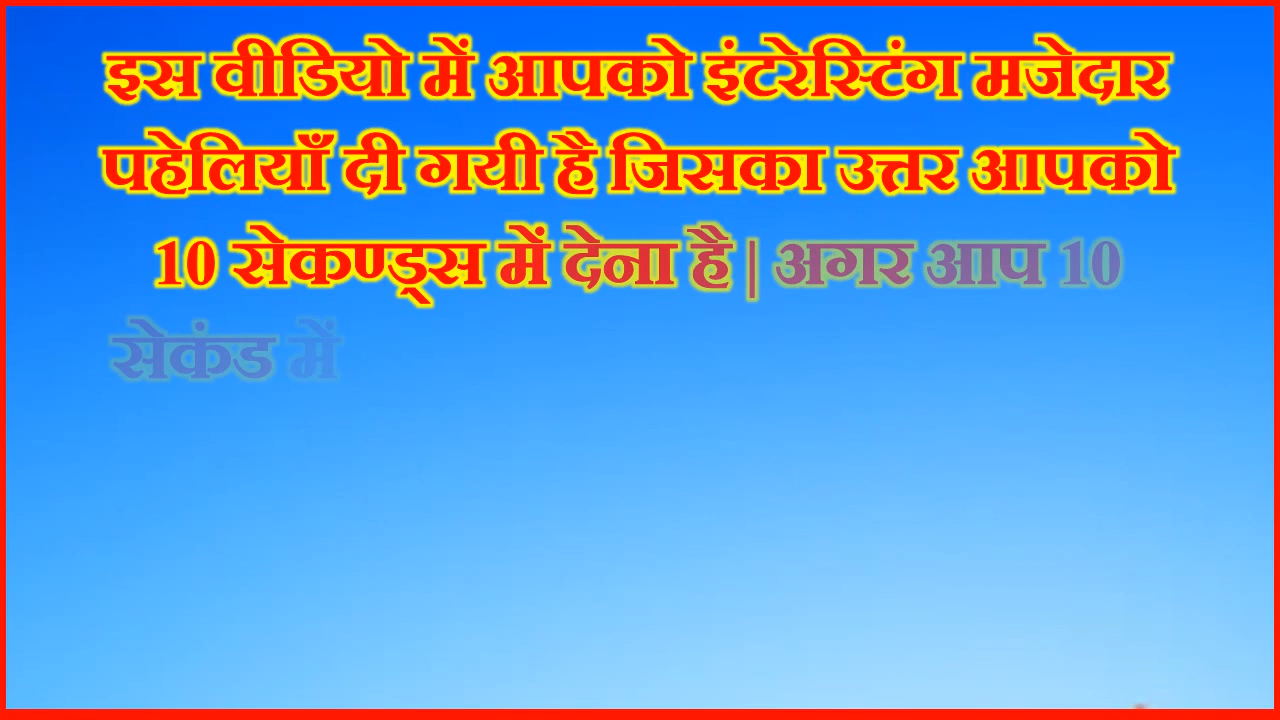 इस वीडियो में आपको इंटरेस्टिंग मजेदार
पहेलियाँ दी गयी है जिसका उत्तर आपको
10 सेकण्ड्स में देना है | अगर आप 10
सेकंड में